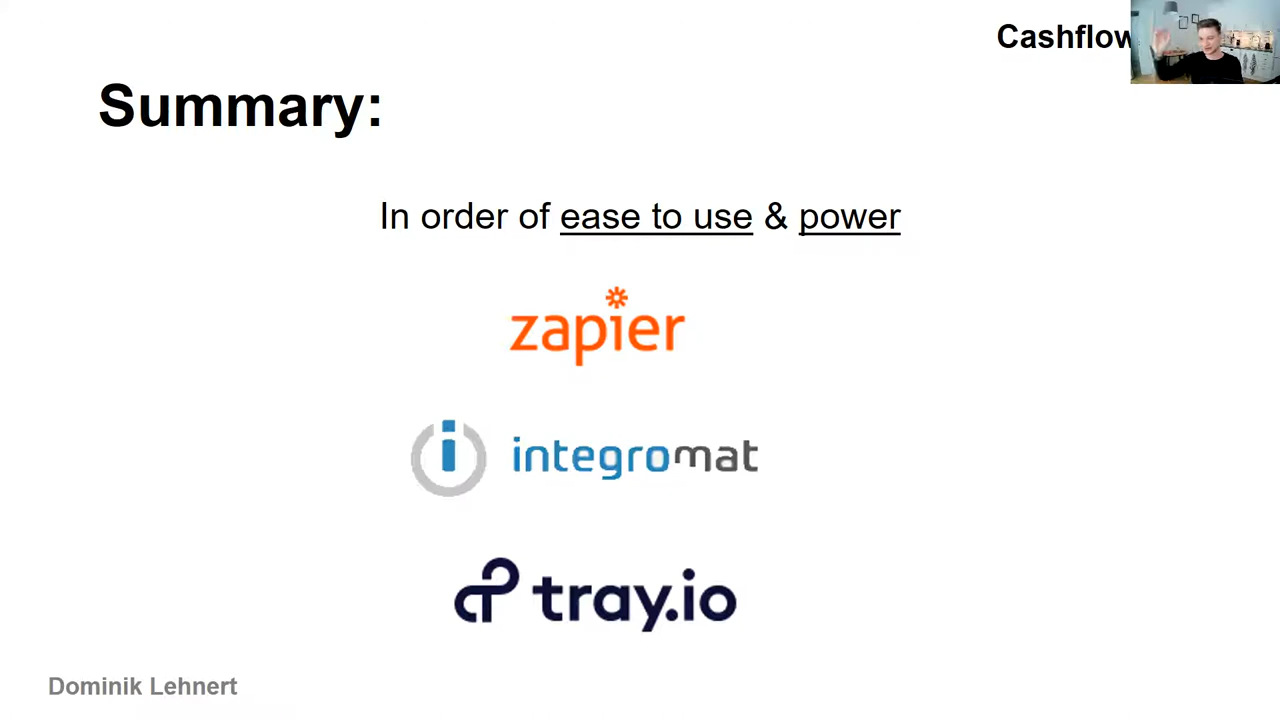 Cashflow
Summary:
In order of ease to use & power
zapier
integromat
tray.io
Dominik Lehnert